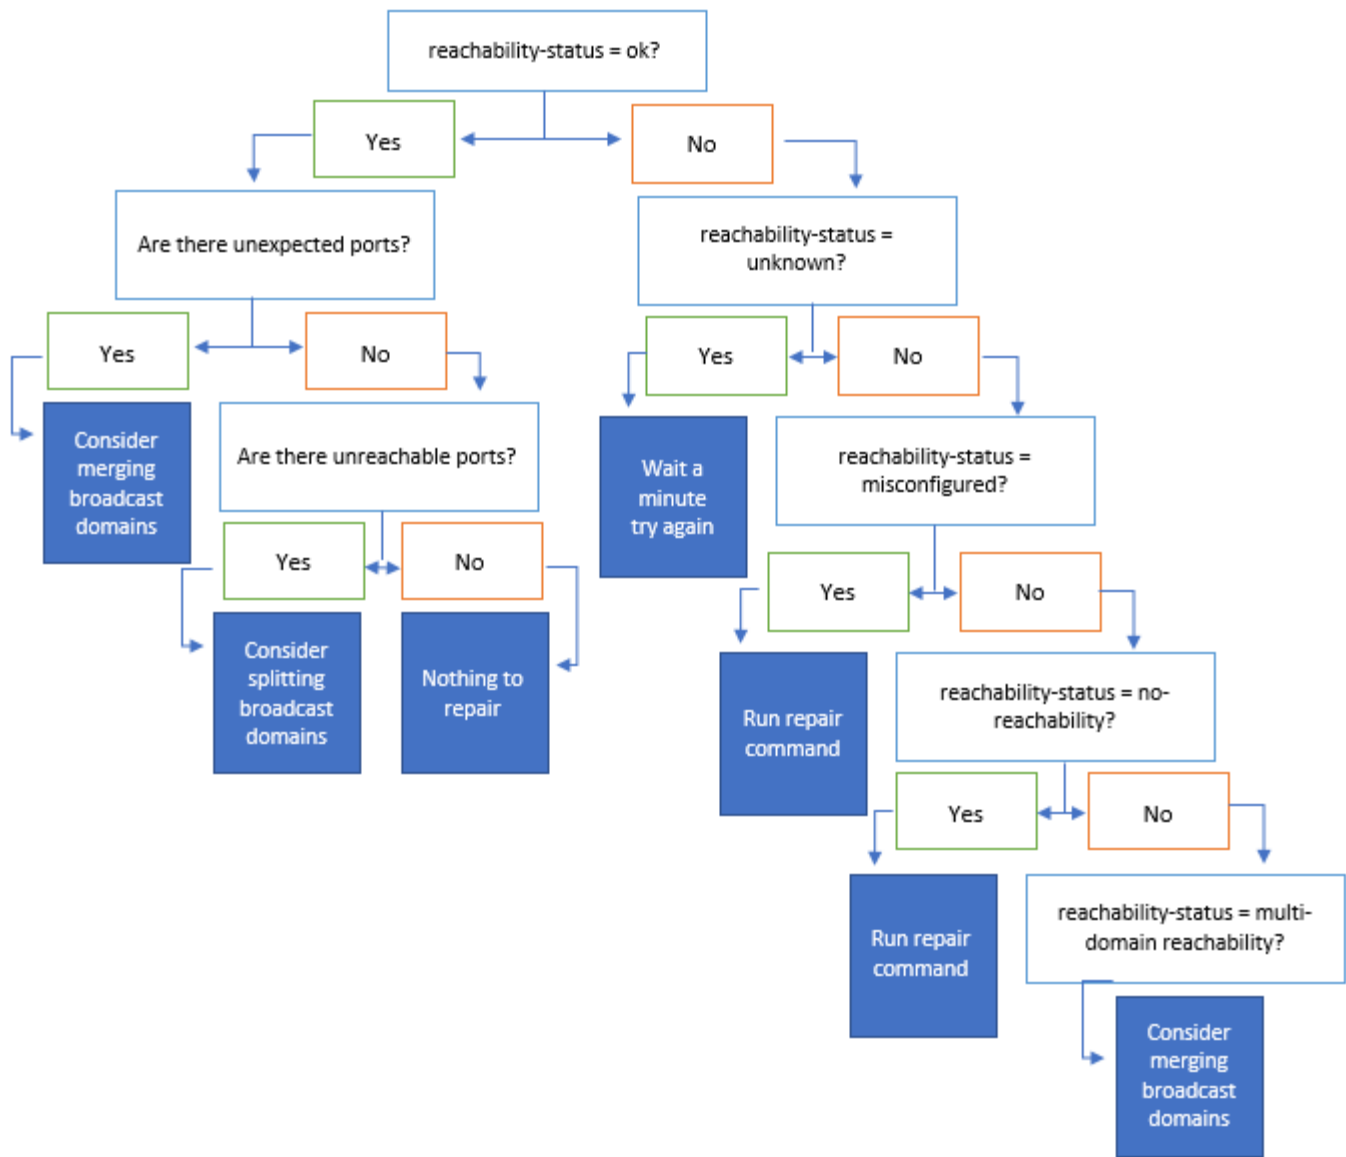 reachability-status = ok?
Yes
No
Are there unexpected ports?
reachability-status =
unknown?
Yes
No
Yes
No
Consider
merging
broadcast
domains
Are there unreachable ports?
Wait a
minute
try again
reachability-status =
misconfigured?
Yes
No
Yes
No
Consider
splitting
broadcast
domains
Nothing to
repair
Run repair
command
reachability-status = no-
reachability?
Yes
No
Run repair
command
reachability-status = multi-
domain reachability?
Consider
merging
broadcast
domains